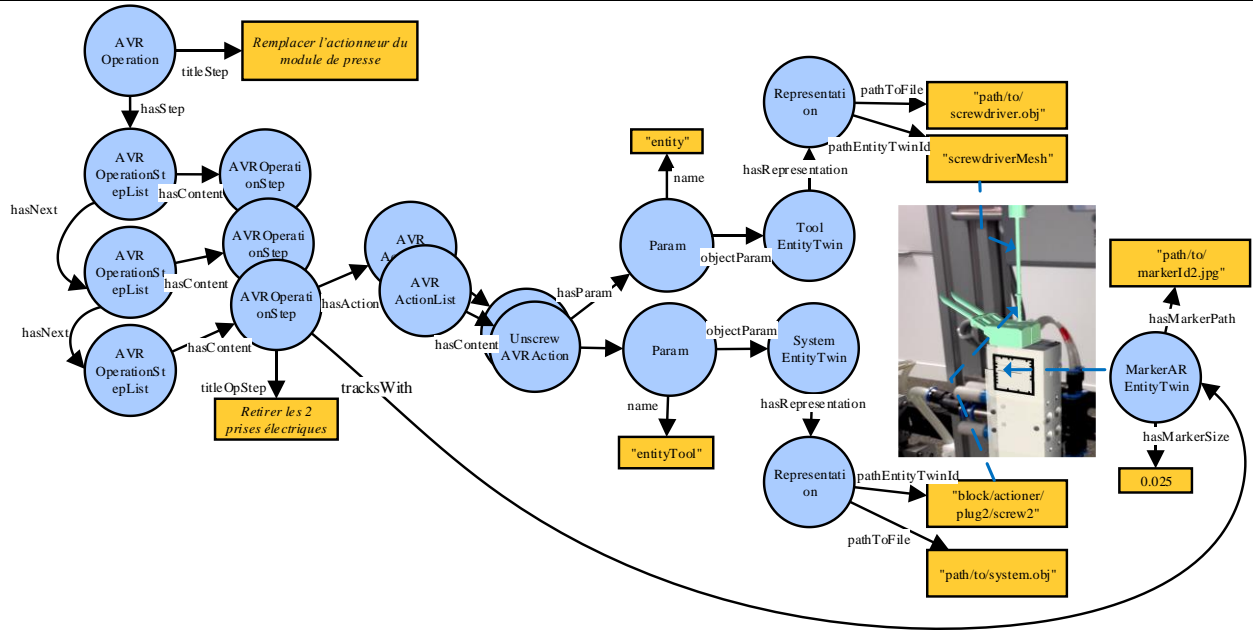 AVR
Operation
titleStep
Remplacer l'actionneur du
module de presse
hasStep
AVR
OperationSt
epList
hasContent
AVROperati
onStep
hasNext
AVR
OperationSt
epList
hasContent
AVROperati
onStep
hasNext
AVR
OperationSt
epList
hasContent
AVROperati
onStep
titleOpStep
Retirer les 2
prises électriques
hasAction
tracksWith
AVR
AVR
ActionList
hasContent
Unscrew
AVRAction
hasParam
"entity"
name
Param
objectParam
Tool
EntityTwin
hasRepresentation
Representati
on
pathToFile
"path/to/
screwdriver.obj"
pathEntityTwinId
"screwdriverMesh"
Param
name
"entityTool"
objectParam
System
EntityTwin
hasRepresentation
Representati
on
pathEntityTwinId
"block/actioner/
plug2/screw2"
pathToFile
"path/to/system.obj"
"path/to/
markerId2.jpg"
hasMarkerPath
MarkerAR
EntityTwin
hasMarkerSize
0.025